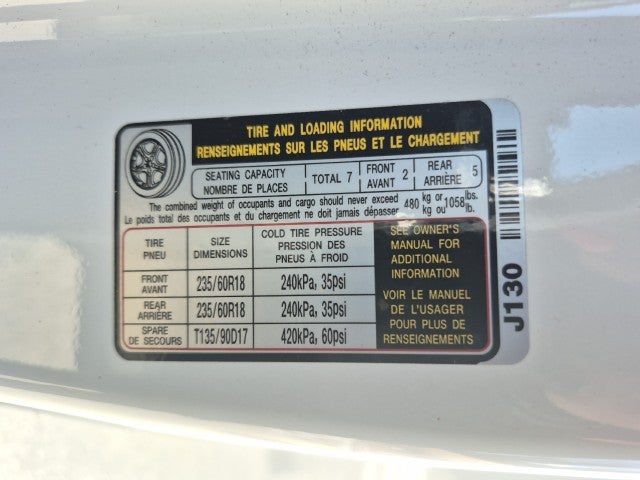 TIRE AND LOADING INFORMATION
RENSEIGNEMENTS SUR LES PNEUS ET LE CHARGEMENT
SEATING CAPACITY
NOMBRE DE PLACES
TOTAL 7
FRONT
AVANT 2
REAR
ARRIÈRE 5
The combined weight of occupants and cargo should never exceed 480 kg or 1058 lbs.
Le poids total des occupants et du chargement ne doit jamais dépasser kg ou lb.
TIRE
PNEU
SIZE
DIMENSIONS
COLD TIRE PRESSURE
PRESSION DES
PNEUS À FROID
FRONT
AVANT
235/60R18
240kPa, 35psi
REAR
ARRIÈRE
235/60R18
240kPa, 35psi
SPARE
DE SECOURS
T135/90D17
420kPa, 60psi
SEE OWNER'S
MANUAL FOR
ADDITIONAL
INFORMATION
VOIR LE MANUEL
DE L'USAGER
POUR PLUS DE
RENSEIGNEMENTS
J130